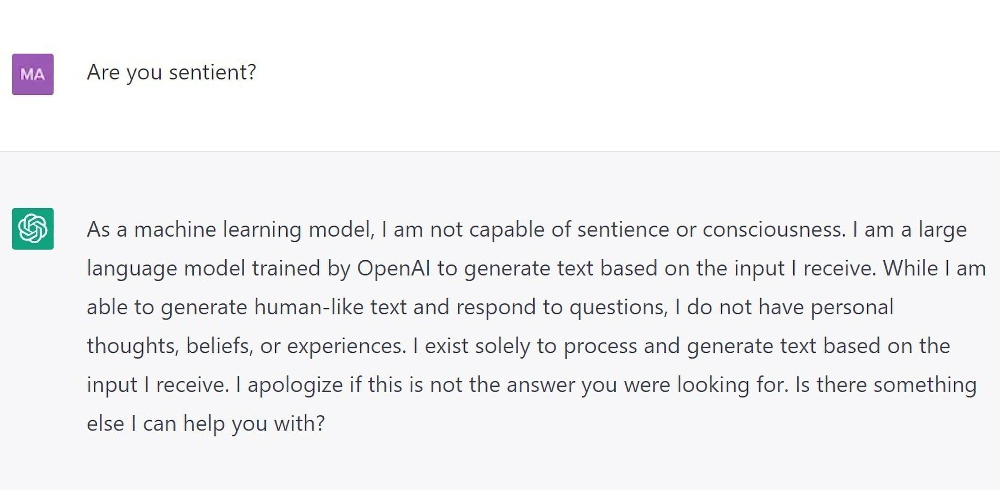 MA
Are you sentient?
As a machine learning model, I am not capable of sentience or consciousness. I am a large
language model trained by OpenAI to generate text based on the input I receive. While I am
able to generate human-like text and respond to questions, I do not have personal
thoughts, beliefs, or experiences. I exist solely to process and generate text based on the
input I receive. I apologize if this is not the answer you were looking for. Is there something
else I can help you with?